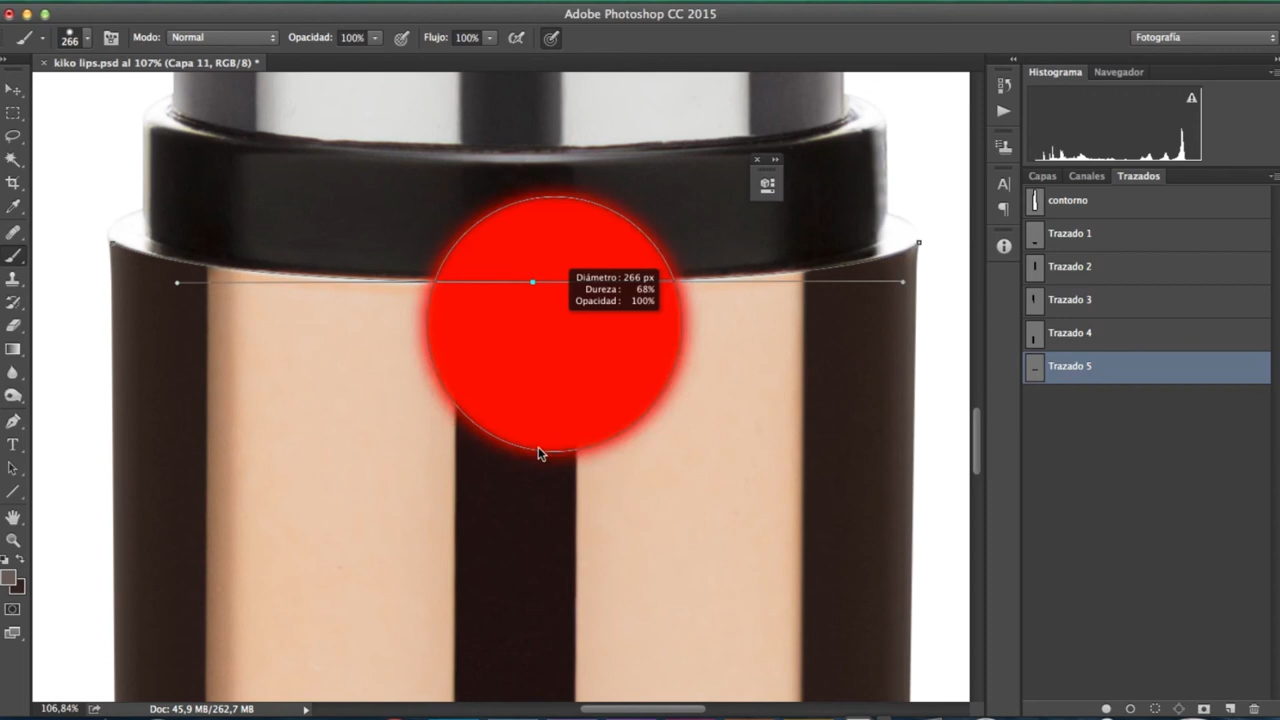 Adobe Photoshop CC 2015
266
Modo: Normal
Opacidad: 100%
Flujo: 100%
Fotografía
× kiko lips.psd al 107% (Capa 11, RGB/8) *
Histograma Navegador
Capas Canales Trazados
contorno
Trazado 1
Trazado 2
Trazado 3
Trazado 4
Trazado 5
Diámetro: 266 px
Dureza: 68%
Opacidad: 100%
106,84% Doc: 45,9 MB/262,7 MB